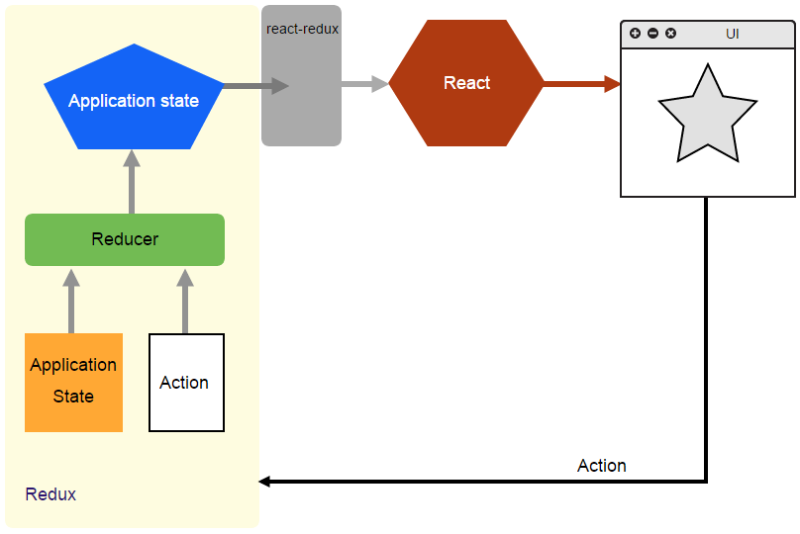 react-redux
UI
Application state
React
Reducer
Application
State
Action
Action
Redux